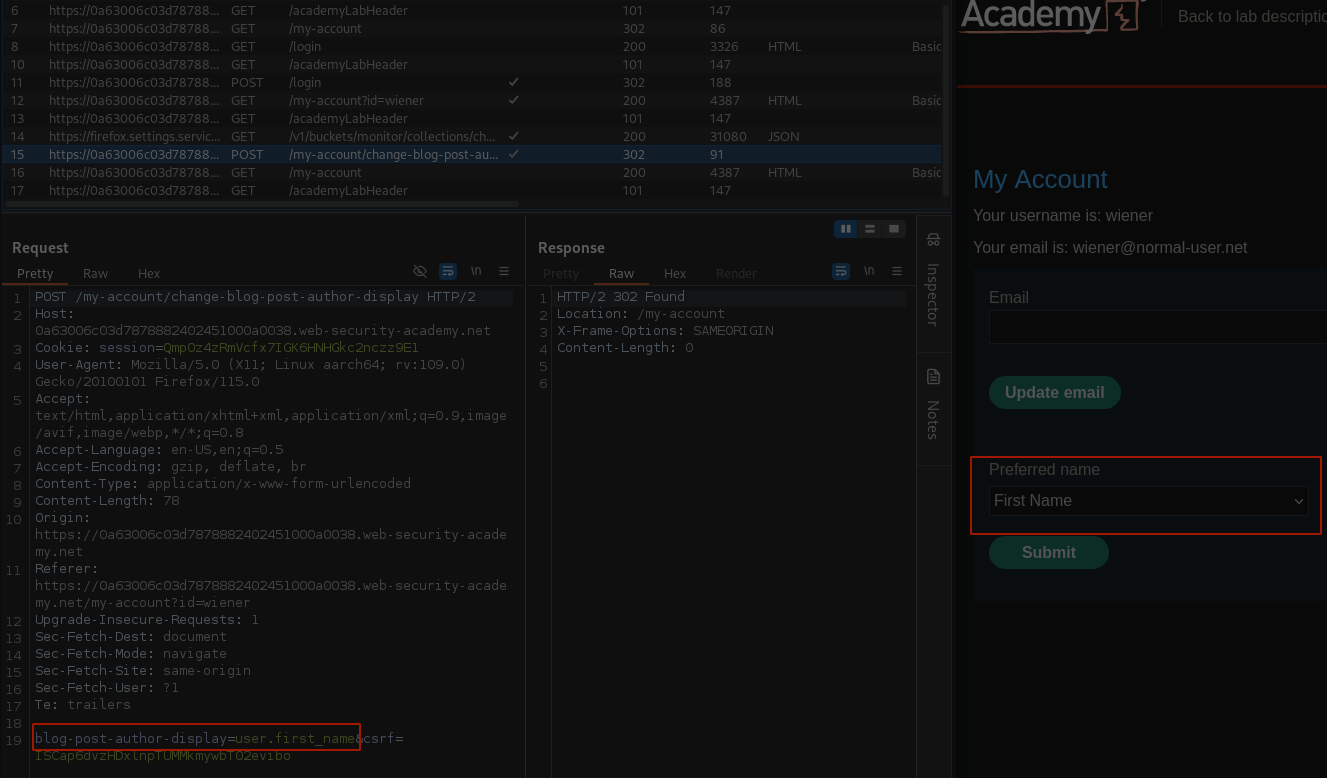 6 https://0a63006c03d78788... GET /academyLabHeader 101 147
7 https://0a63006c03d78788... GET /my-account 302 86
8 https://0a63006c03d78788... GET /login 200 3326 HTML Basic
10 https://0a63006c03d78788... GET /academyLabHeader 101 147
11 https://0a63006c03d78788... POST /login ✓ 302 188
12 https://0a63006c03d78788... GET /my-account?id=wiener ✓ 200 4387 HTML Basic
13 https://0a63006c03d78788... GET /academyLabHeader 101 147
14 https://firefox.settings.servic... GET /v1/buckets/monitor/collections/ch... ✓ 200 31080 JSON
15 https://0a63006c03d78788... POST /my-account/change-blog-post-au... ✓ 302 91
16 https://0a63006c03d78788... GET /my-account 200 4387 HTML Basic
17 https://0a63006c03d78788... GET /academyLabHeader 101 147
Request
Pretty Raw Hex
\n
1 POST /my-account/change-blog-post-author-display HTTP/2
2 Host:
0a63006c03d7878882402451000a0038.web-security-academy.net
3 Cookie: session=QmpOz4zRmVcfx7IGK6HNHGkc2nczz9E1
4 User-Agent: Mozilla/5.0 (X11; Linux aarch64; rv:109.0)
Gecko/20100101 Firefox/115.0
5 Accept:
text/html,application/xhtml+xml,application/xml;q=0.9,image
/avif,image/webp,*/*;q=0.8
6 Accept-Language: en-US,en;q=0.5
7 Accept-Encoding: gzip, deflate, br
8 Content-Type: application/x-www-form-urlencoded
9 Content-Length: 78
10 Origin:
https://0a63006c03d7878882402451000a0038.web-security-acade
my.net
11 Referer:
https://0a63006c03d7878882402451000a0038.web-security-acade
my.net/my-account?id=wiener
12 Upgrade-Insecure-Requests: 1
13 Sec-Fetch-Dest: document
14 Sec-Fetch-Mode: navigate
15 Sec-Fetch-Site: same-origin
16 Sec-Fetch-User: ?1
17 Te: trailers
18
19 blog-post-author-display=user.first_name&csrf=
ISCap6dvzHDxlnpTUMMkmywbT02evibo
Response
Pretty Raw Hex Render
\n
1 HTTP/2 302 Found
2 Location: /my-account
3 X-Frame-Options: SAMEORIGIN
4 Content-Length: 0
5
6
Inspector
Notes
Academy
Back to lab descriptio
My Account
Your username is: wiener
Your email is: wiener@normal-user.net
Email
Update email
Preferred name
First Name
Submit